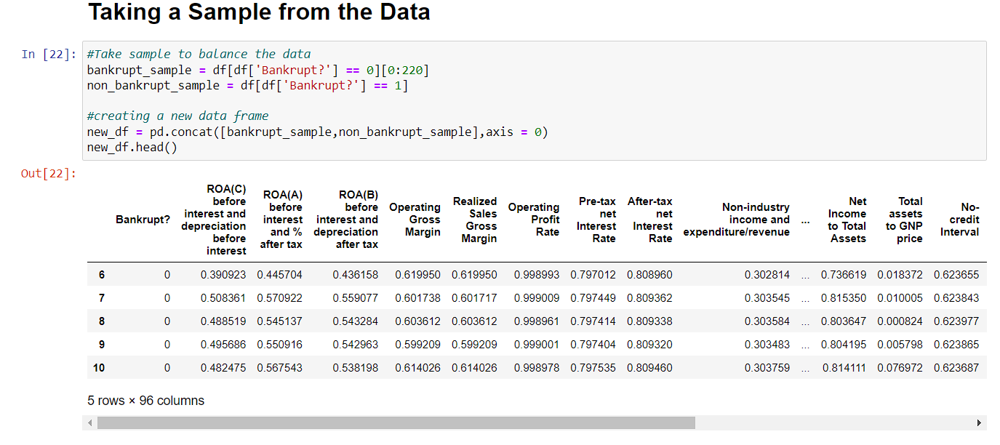 Taking a Sample from the Data
In [22]:
#Take sample to balance the data
bankrupt_sample = df[df['Bankrupt?'] == 0][0:220]
non_bankrupt_sample = df[df['Bankrupt?'] == 1]
#creating a new data frame
new_df = pd.concat([bankrupt_sample,non_bankrupt_sample],axis = 0)
new_df.head()
Out[22]:
Bankrupt? ROA(C) before interest and depreciation before interest ROA(A) before interest and % after tax ROA(B) before interest and depreciation after tax Operating Gross Margin Realized Sales Gross Margin Operating Profit Rate Pre-tax net Interest Rate After-tax net Interest Rate Non-industry income and expenditure/revenue ... Net Income to Total Assets Total assets to GNP price No-credit Interval
6 0 0.390923 0.445704 0.436158 0.619950 0.619950 0.998993 0.797012 0.808960 0.302814 ... 0.736619 0.018372 0.623655
7 0 0.508361 0.570922 0.559077 0.601738 0.601717 0.999009 0.797449 0.809362 0.303545 ... 0.815350 0.010005 0.623843
8 0 0.488519 0.545137 0.543284 0.603612 0.603612 0.998961 0.797414 0.809338 0.303584 ... 0.803647 0.000824 0.623977
9 0 0.495686 0.550916 0.542963 0.599209 0.599209 0.999001 0.797404 0.809320 0.303483 ... 0.804195 0.005798 0.623865
10 0 0.482475 0.567543 0.538198 0.614026 0.614026 0.998978 0.797535 0.809460 0.303759 ... 0.814111 0.076972 0.623687
5 rows × 96 columns